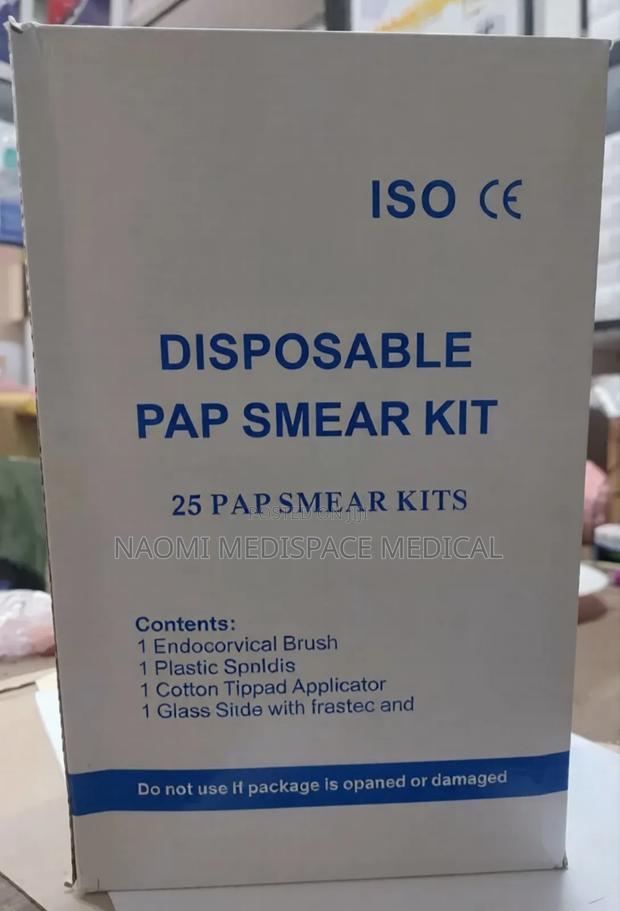 ISO CE
DISPOSABLE
PAP SMEAR KIT
25 PAP SMEAR KITS
POSTED ON Jiji
NAOMI MEDISPACE MEDICAL
Contents:
1 Endocorvical Brush
1 Plastic Spnldis
1 Cotton Tippad Applicator
1 Glass Siide with frastec and
Do not use lf package is opaned or damaged